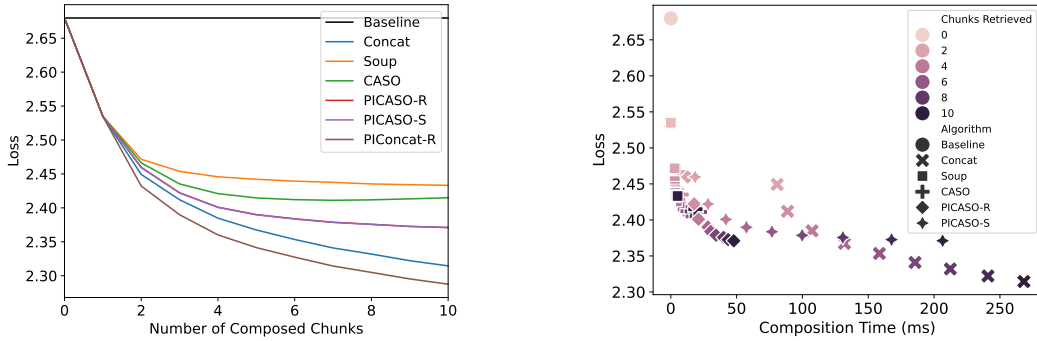 2.65
2.60
2.55
2.50
2.45
2.40
2.35
2.30
Loss
0
2
4
6
8
10
Number of Composed Chunks
Baseline
Concat
Soup
CASO
PICASO-R
PICASO-S
PIConcat-R
2.65
2.60
2.55
2.50
2.45
2.40
2.35
2.30
Loss
0
50
100
150
200
250
Composition Time (ms)
Chunks Retrieved
0
2
4
6
8
10
Algorithm
Baseline
Concat
Soup
CASO
PICASO-R
PICASO-S